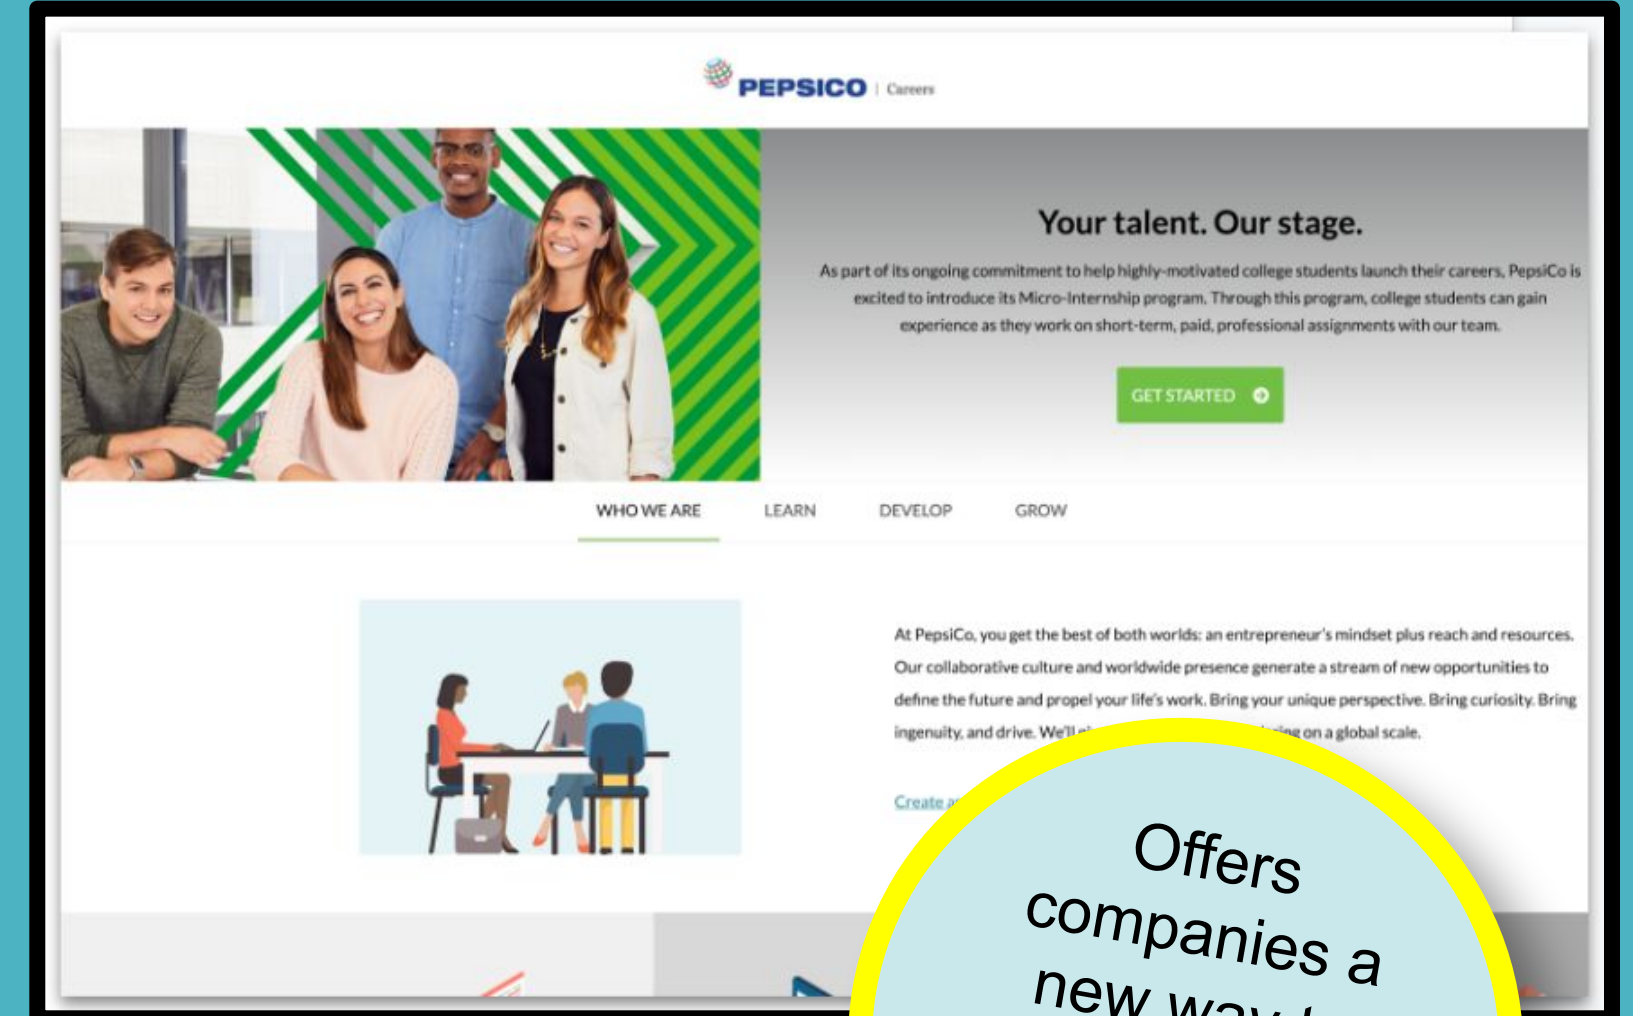 PEPSICO | Careers
Your talent. Our stage.
As part of its ongoing commitment to help highly-motivated college students launch their careers, PepsiCo is
excited to introduce its Micro-Internship program. Through this program, college students can gain
experience as they work on short-term, paid, professional assignments with our team.
GET STARTED
WHO WE ARE LEARN DEVELOP GROW
At PepsiCo, you get the best of both worlds: an entrepreneur's mindset plus reach and resources.
Our collaborative culture and worldwide presence generate a stream of new opportunities to
define the future and propel your life's work. Bring your unique perspective. Bring curiosity. Bring
ingenuity, and drive. We'll on a global scale.
Create
Offers
companies a
new way